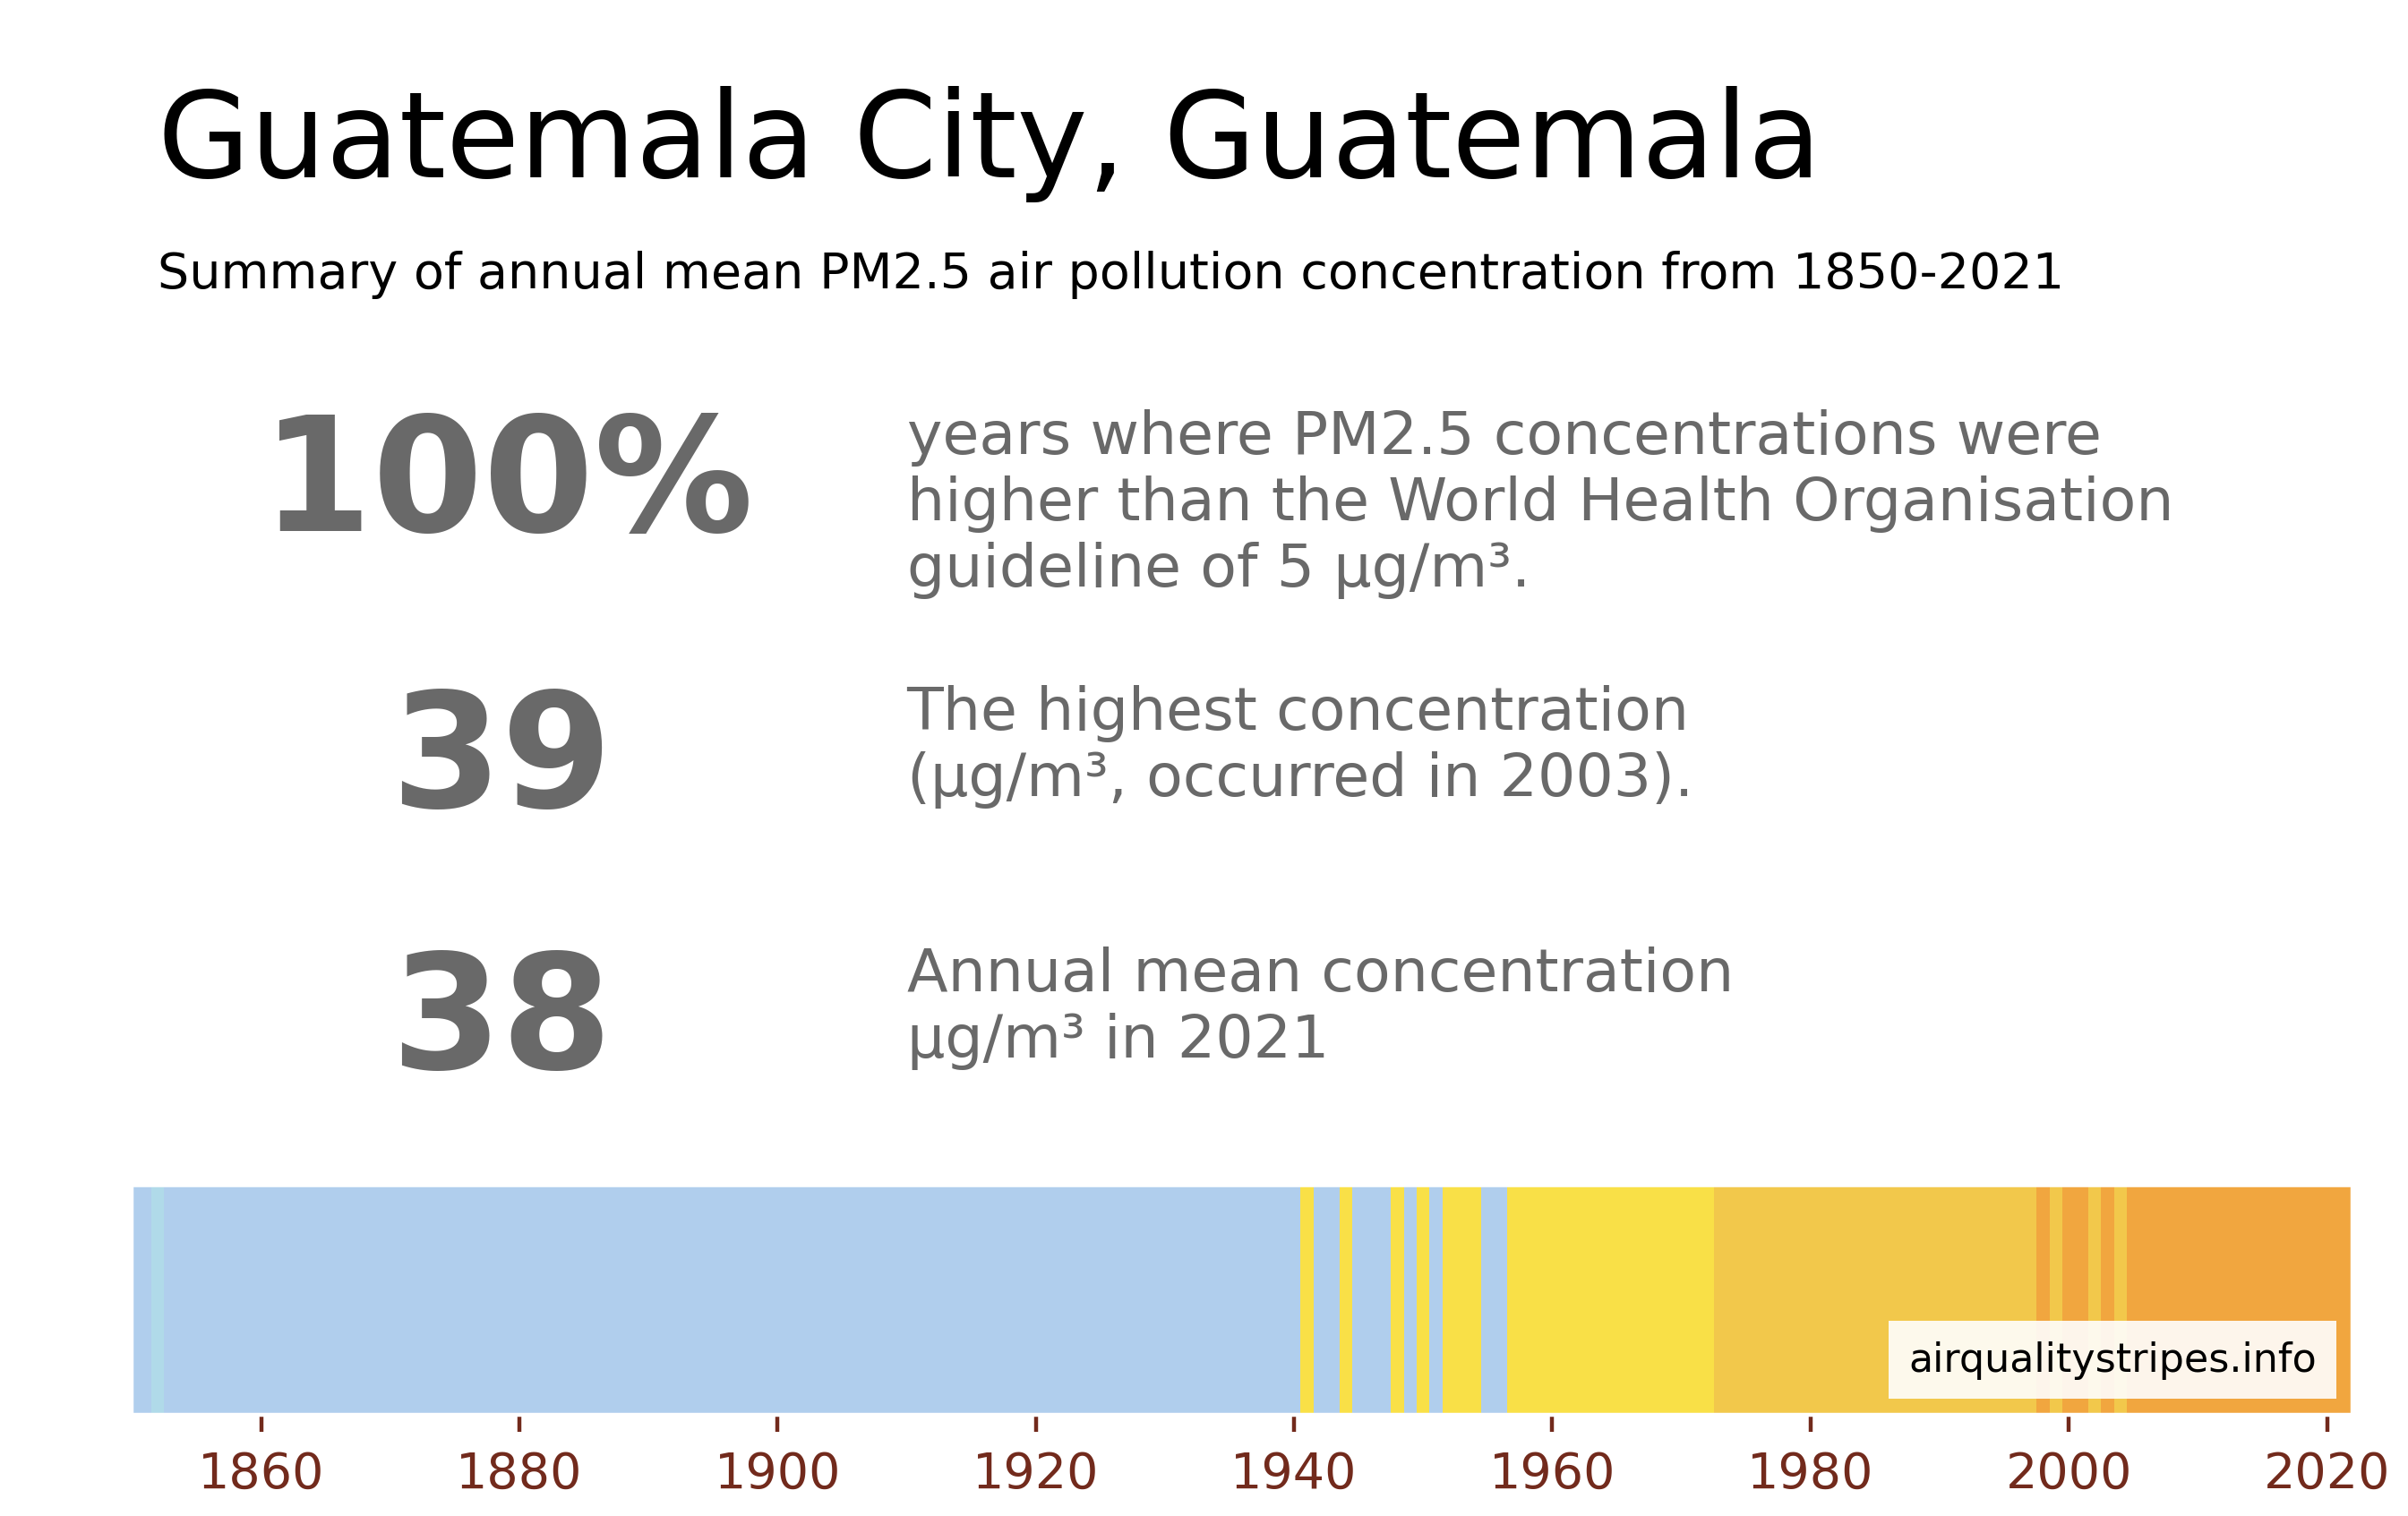 Guatemala City, Guatemala
Summary of annual mean PM2.5 air pollution concentration from 1850-2021
100%
years where PM2.5 concentrations were
higher than the World Health Organisation
guideline of 5 μg/m³.
39
The highest concentration
(μg/m³, occurred in 2003).
38
Annual mean concentration
μg/m³ in 2021
airqualitystripes.info
1860 1880 1900 1920 1940 1960 1980 2000 2020